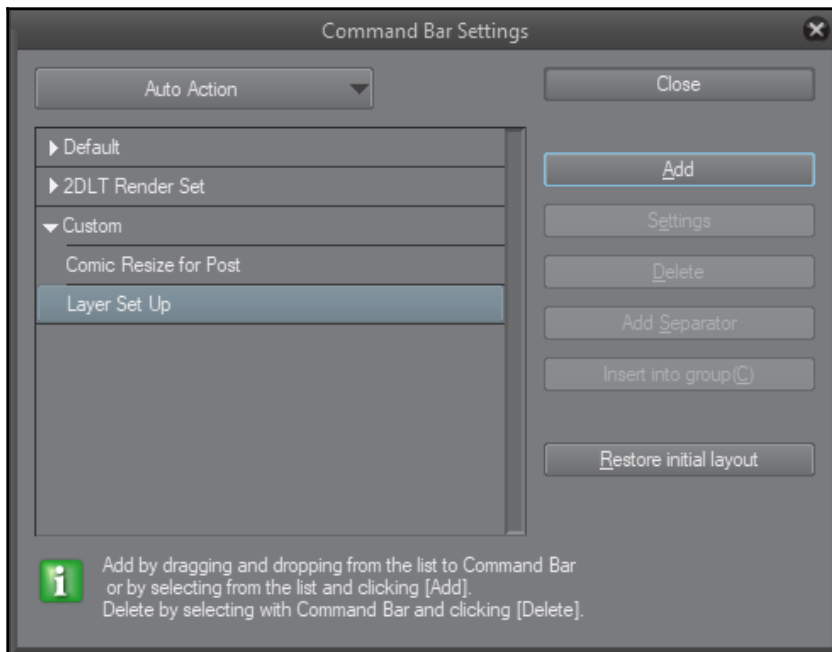 Command Bar Settings
Auto Action
Close
Default
2DLT Render Set
Custom
Comic Resize for Post
Layer Set Up
Add
Settings
Delete
Add Separator
Insert into group(C)
Restore initial layout
Add by dragging and dropping from the list to Command Bar
or by selecting from the list and clicking [Add].
Delete by selecting with Command Bar and clicking [Delete].